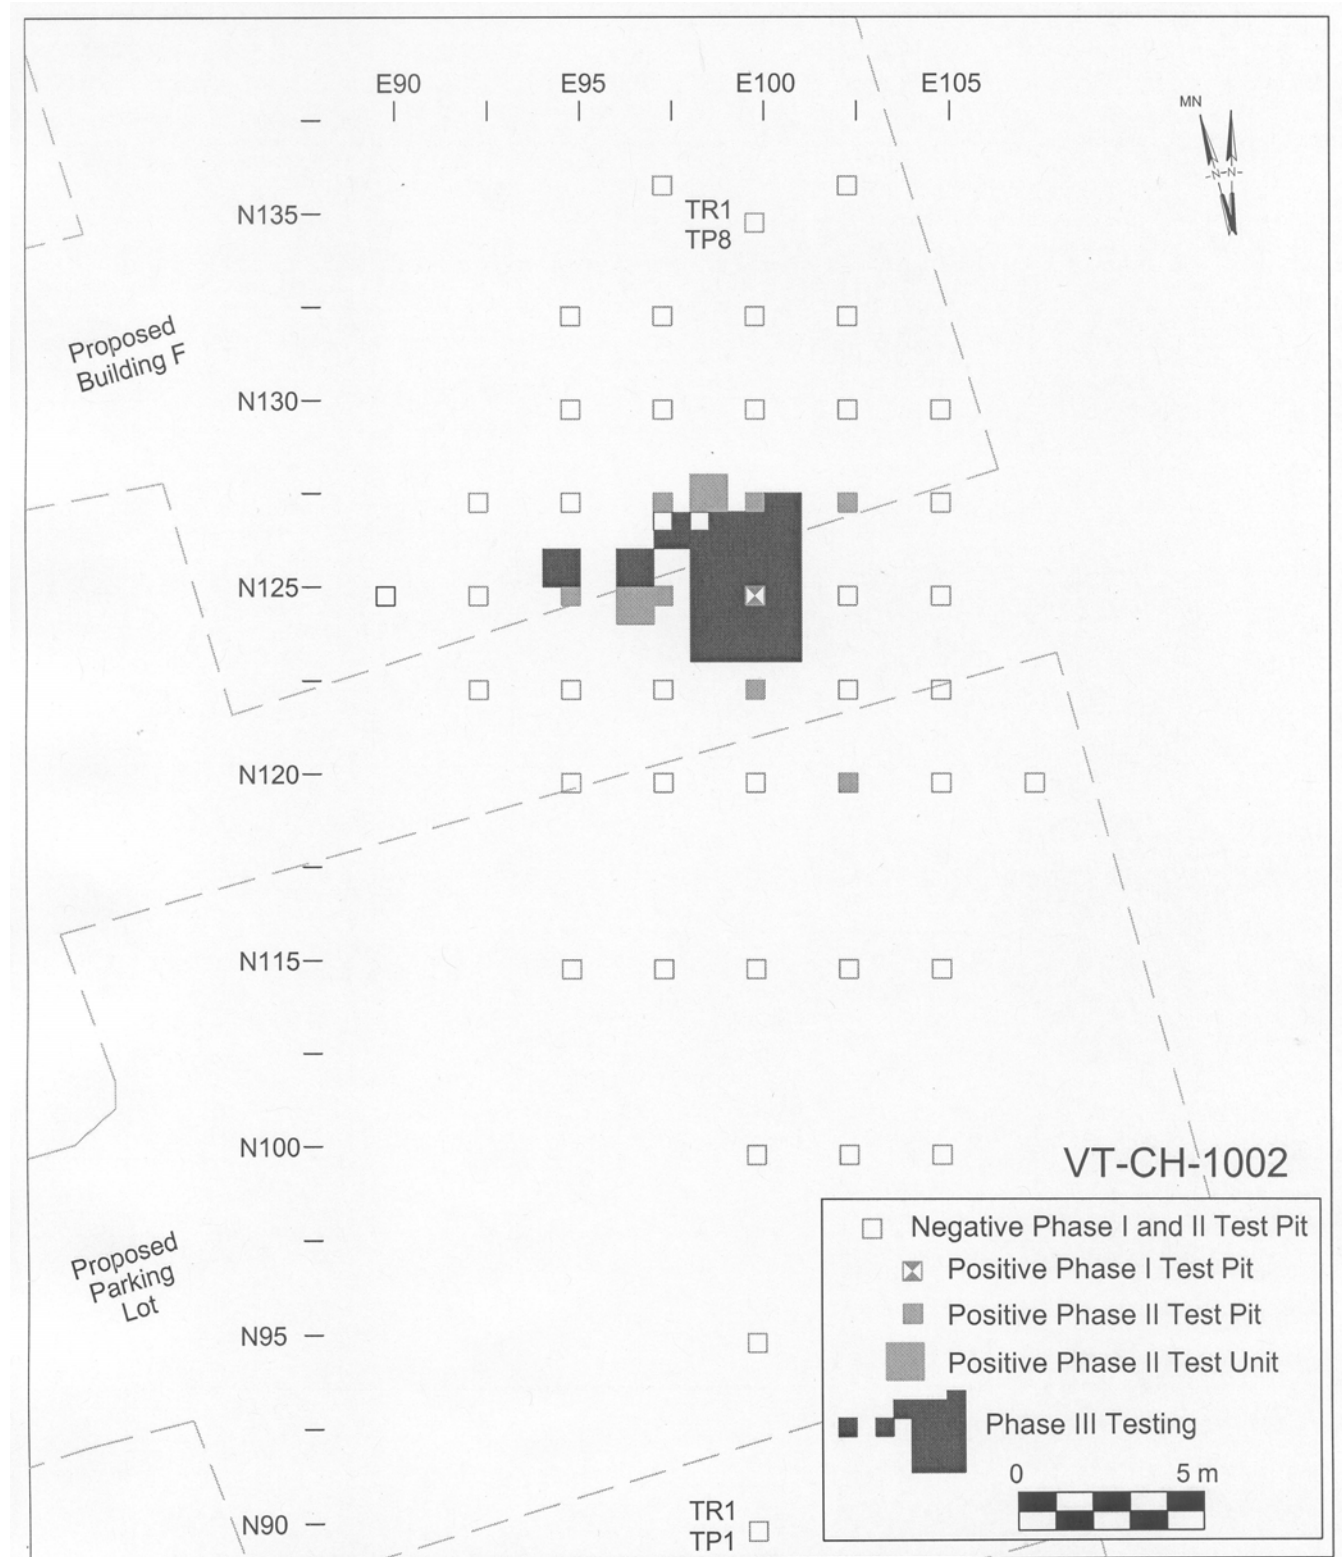 E90 E95 E100 E105
MN
-N-N-
N135
TR1
TP8
Proposed
Building F
N130
N125
N120
N115
N100
VT-CH-1002
Negative Phase I and II Test Pit
Positive Phase I Test Pit
Positive Phase II Test Pit
Positive Phase II Test Unit
Phase III Testing
0 5 m
Proposed
Parking
Lot
N95
N90
TR1
TP1